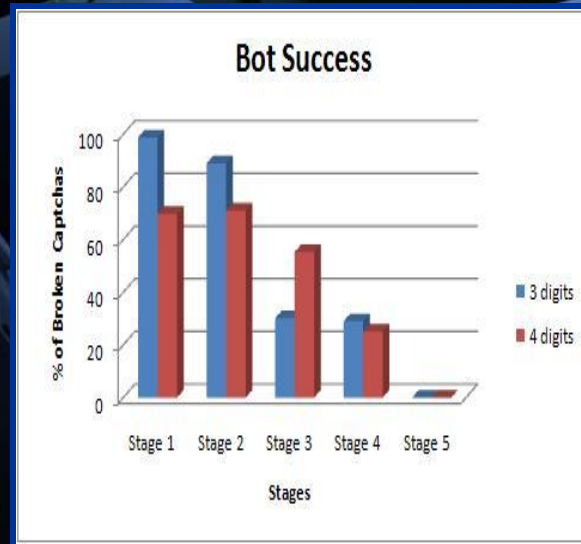 Bot Success
% of Broken Captchas
100
80
60
40
20
0
Stage 1 Stage 2 Stage 3 Stage 4 Stage 5
Stages
3 digits
4 digits